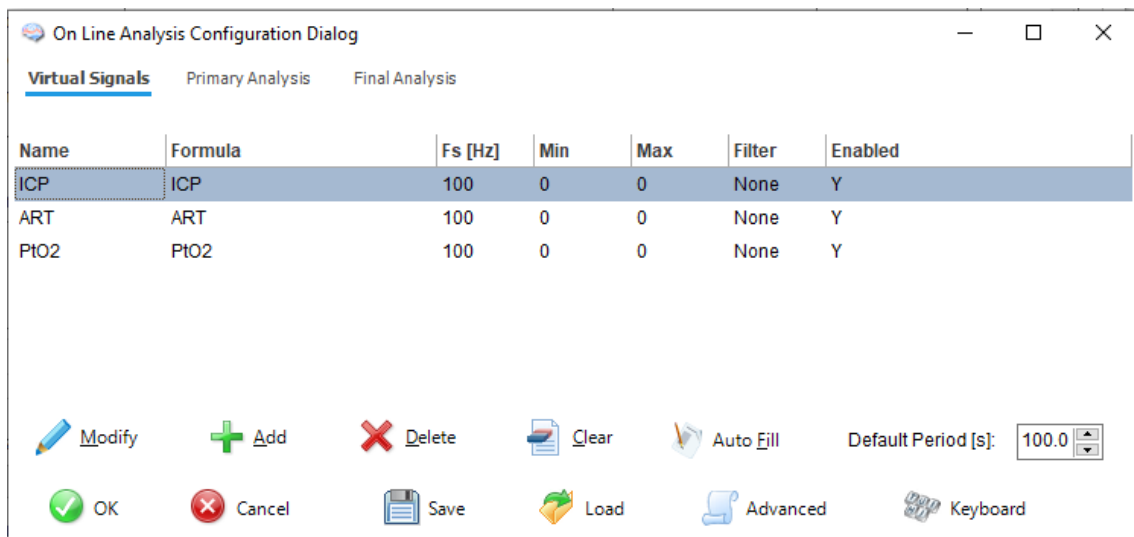 On Line Analysis Configuration Dialog
Virtual Signals Primary Analysis Final Analysis
Name Formula Fs [Hz] Min Max Filter Enabled
ICP ICP 100 0 0 None Y
ART ART 100 0 0 None Y
PtO2 PtO2 100 0 0 None Y
Modify Add Delete Clear Auto Fill Default Period [s]: 100.0
OK Cancel Save Load Advanced Keyboard